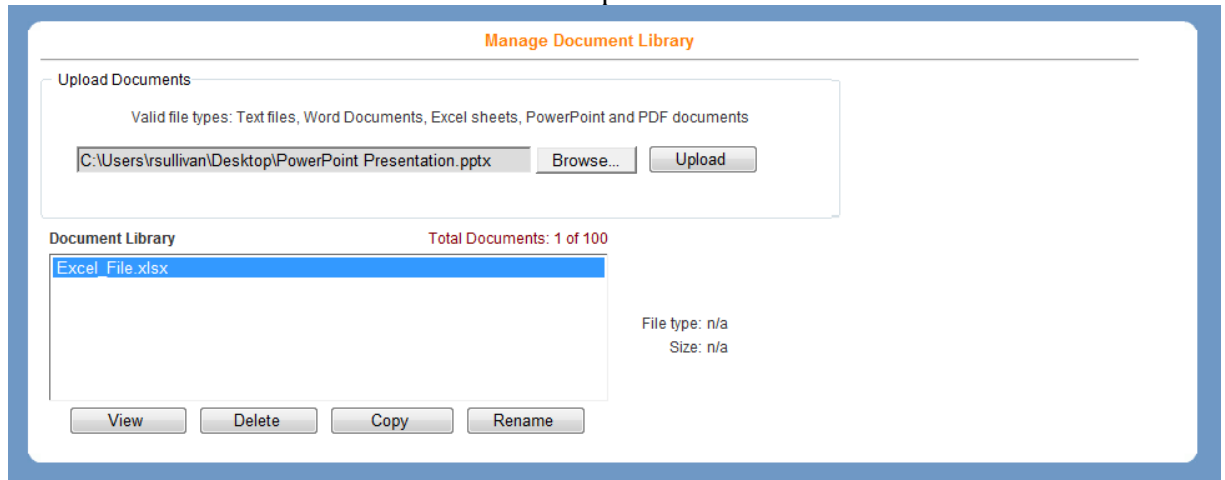 Manage Document Library
Upload Documents
Valid file types: Text files, Word Documents, Excel sheets, PowerPoint and PDF documents
C:\Users\rsullivan\Desktop\PowerPoint Presentation.pptx Browse... Upload
Document Library Total Documents: 1 of 100
Excel_File.xlsx
File type: n/a
Size: n/a
View Delete Copy Rename